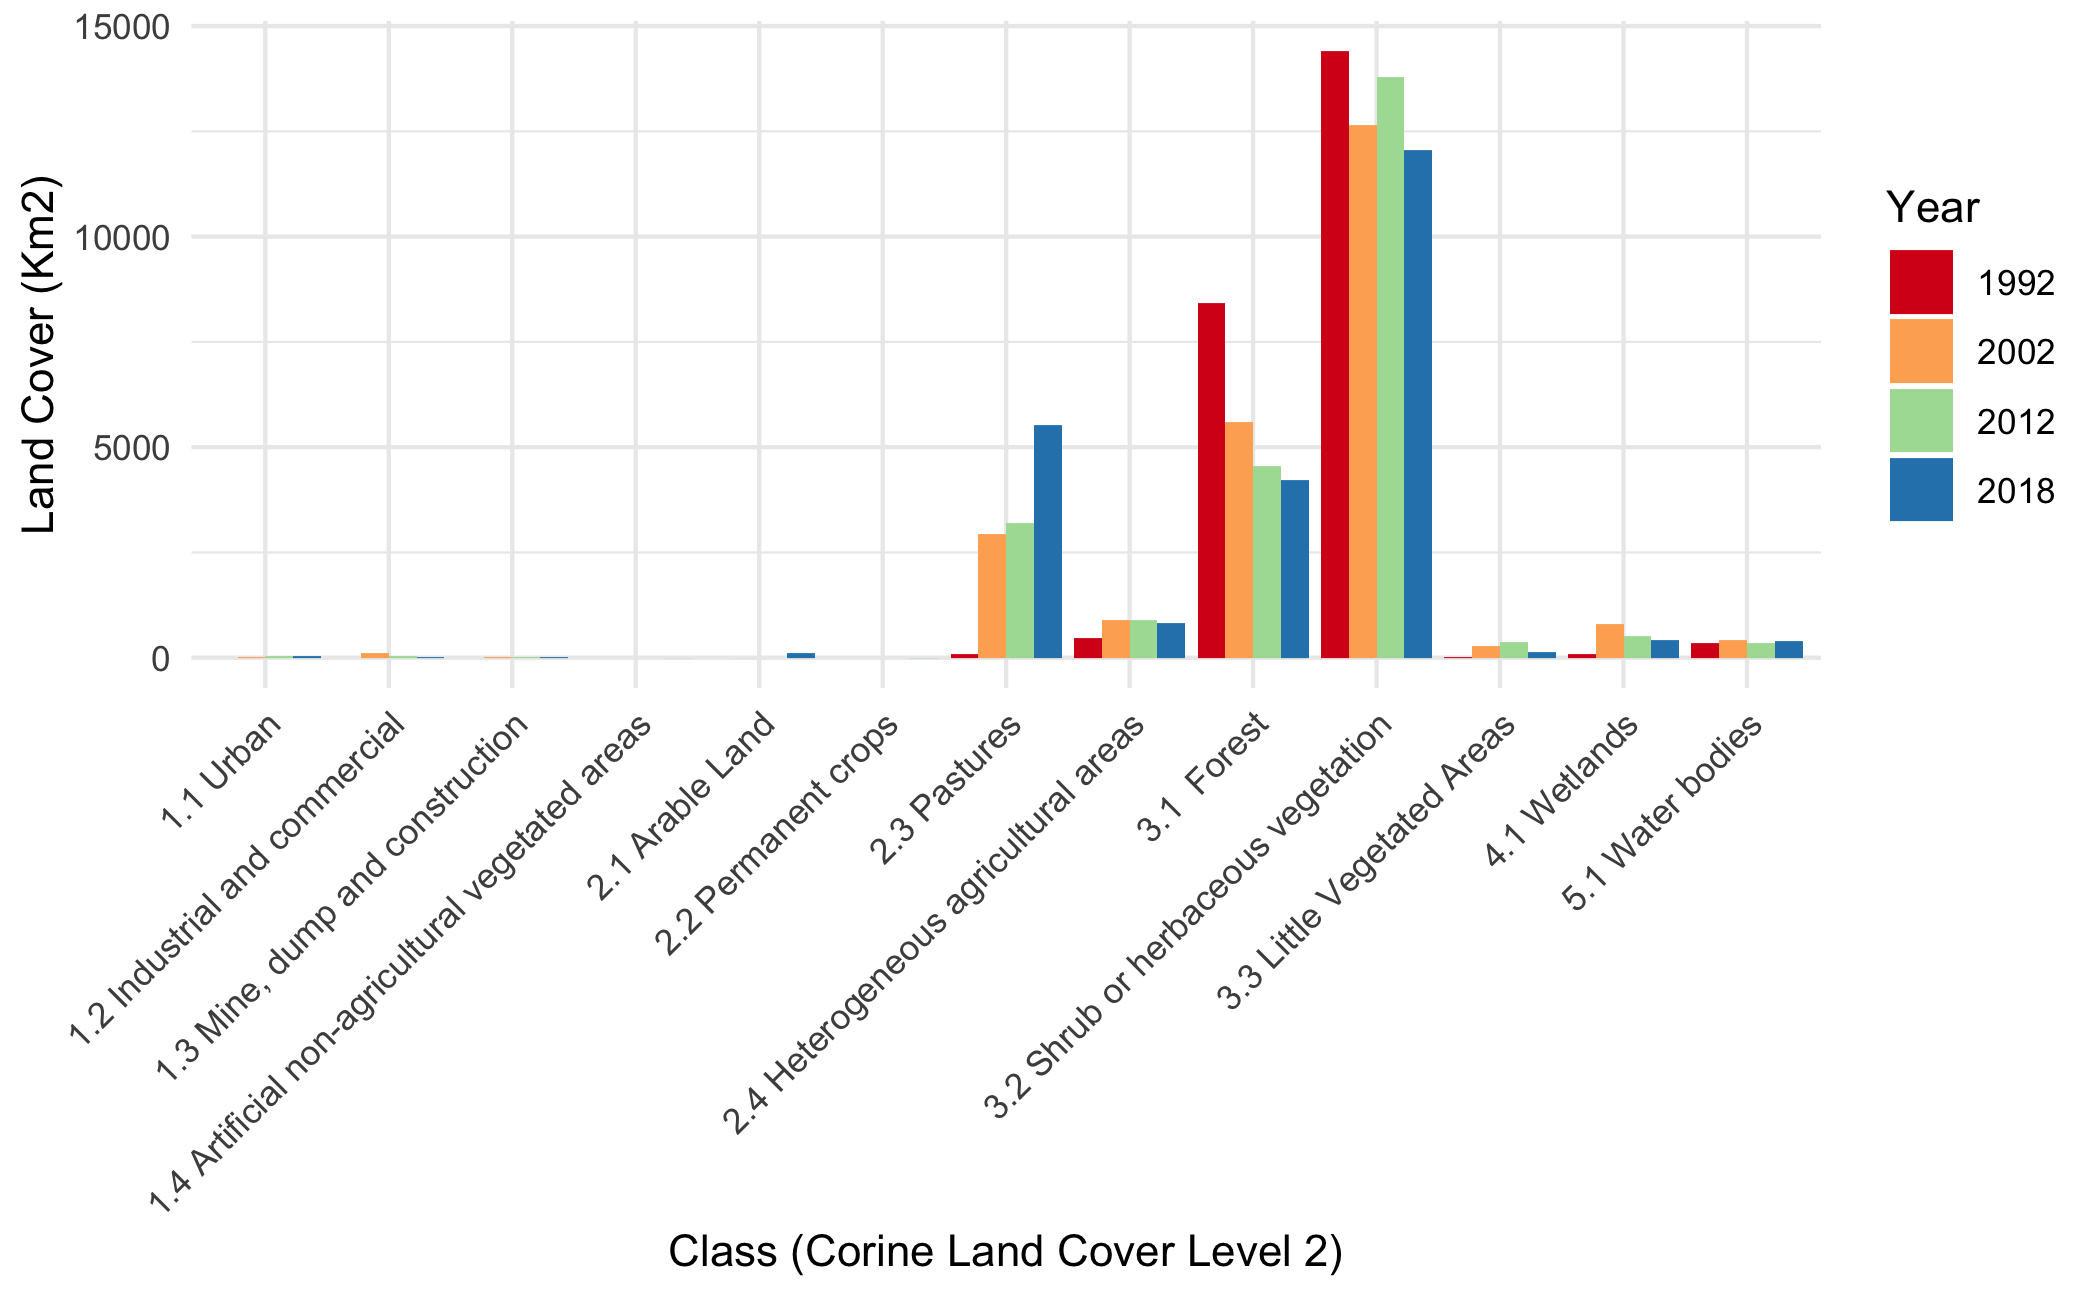 Land Cover (Km2)
15000
10000
5000
0
1.1 Urban
1.2 Industrial and commercial
1.3 Mine, dump and construction
1.4 Artificial non-agricultural vegetated areas
2.1 Arable Land
2.2 Permanent crops
2.3 Pastures
2.4 Heterogeneous agricultural areas
3.1  Forest
3.2 Shrub or herbaceous vegetation
3.3 Little Vegetated Areas
4.1 Wetlands
5.1 Water bodies
Class (Corine Land Cover Level 2)
Year
1992
2002
2012
2018